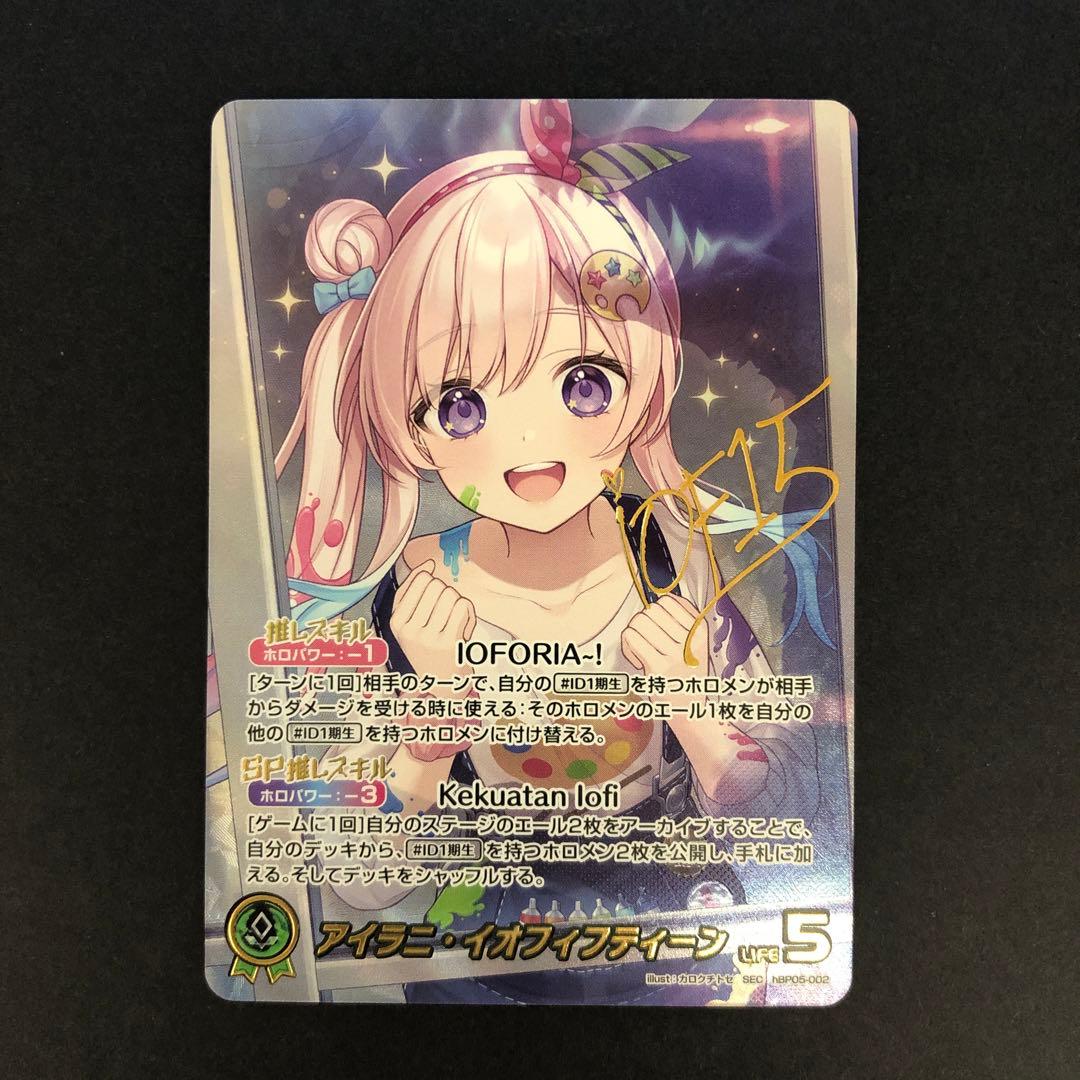 iOFi15
推しスキル
ホロパワー：－1
IOFORIA~!
[ターンに1回]相手のターンで、自分の #ID1期生 を持つホロメンが相手
からダメージを受ける時に使える：そのホロメンのエール1枚を自分の
他の #ID1期生 を持つホロメンに付け替える。
SP推しスキル
ホロパワー：－3
Kekuatan Iofi
[ゲームに1回]自分のステージのエール2枚をアーカイブすることで、
自分のデッキから、#ID1期生 を持つホロメン2枚を公開し、手札に加
える。そしてデッキをシャッフルする。
アイラニ・イオフィフティーン
LIFE 5
illust：カロクチトセ SEC hBP05-002